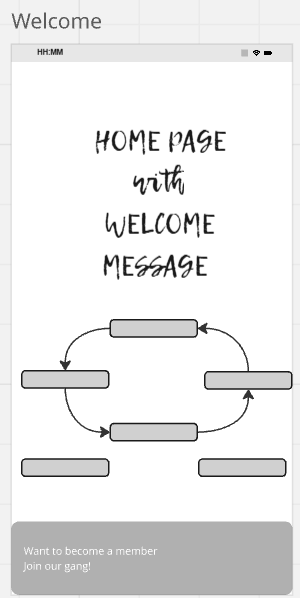 Welcome
HH:MM
HOME PAGE
with
WELCOME
MESSAGE
Want to become a member
Join our gang!